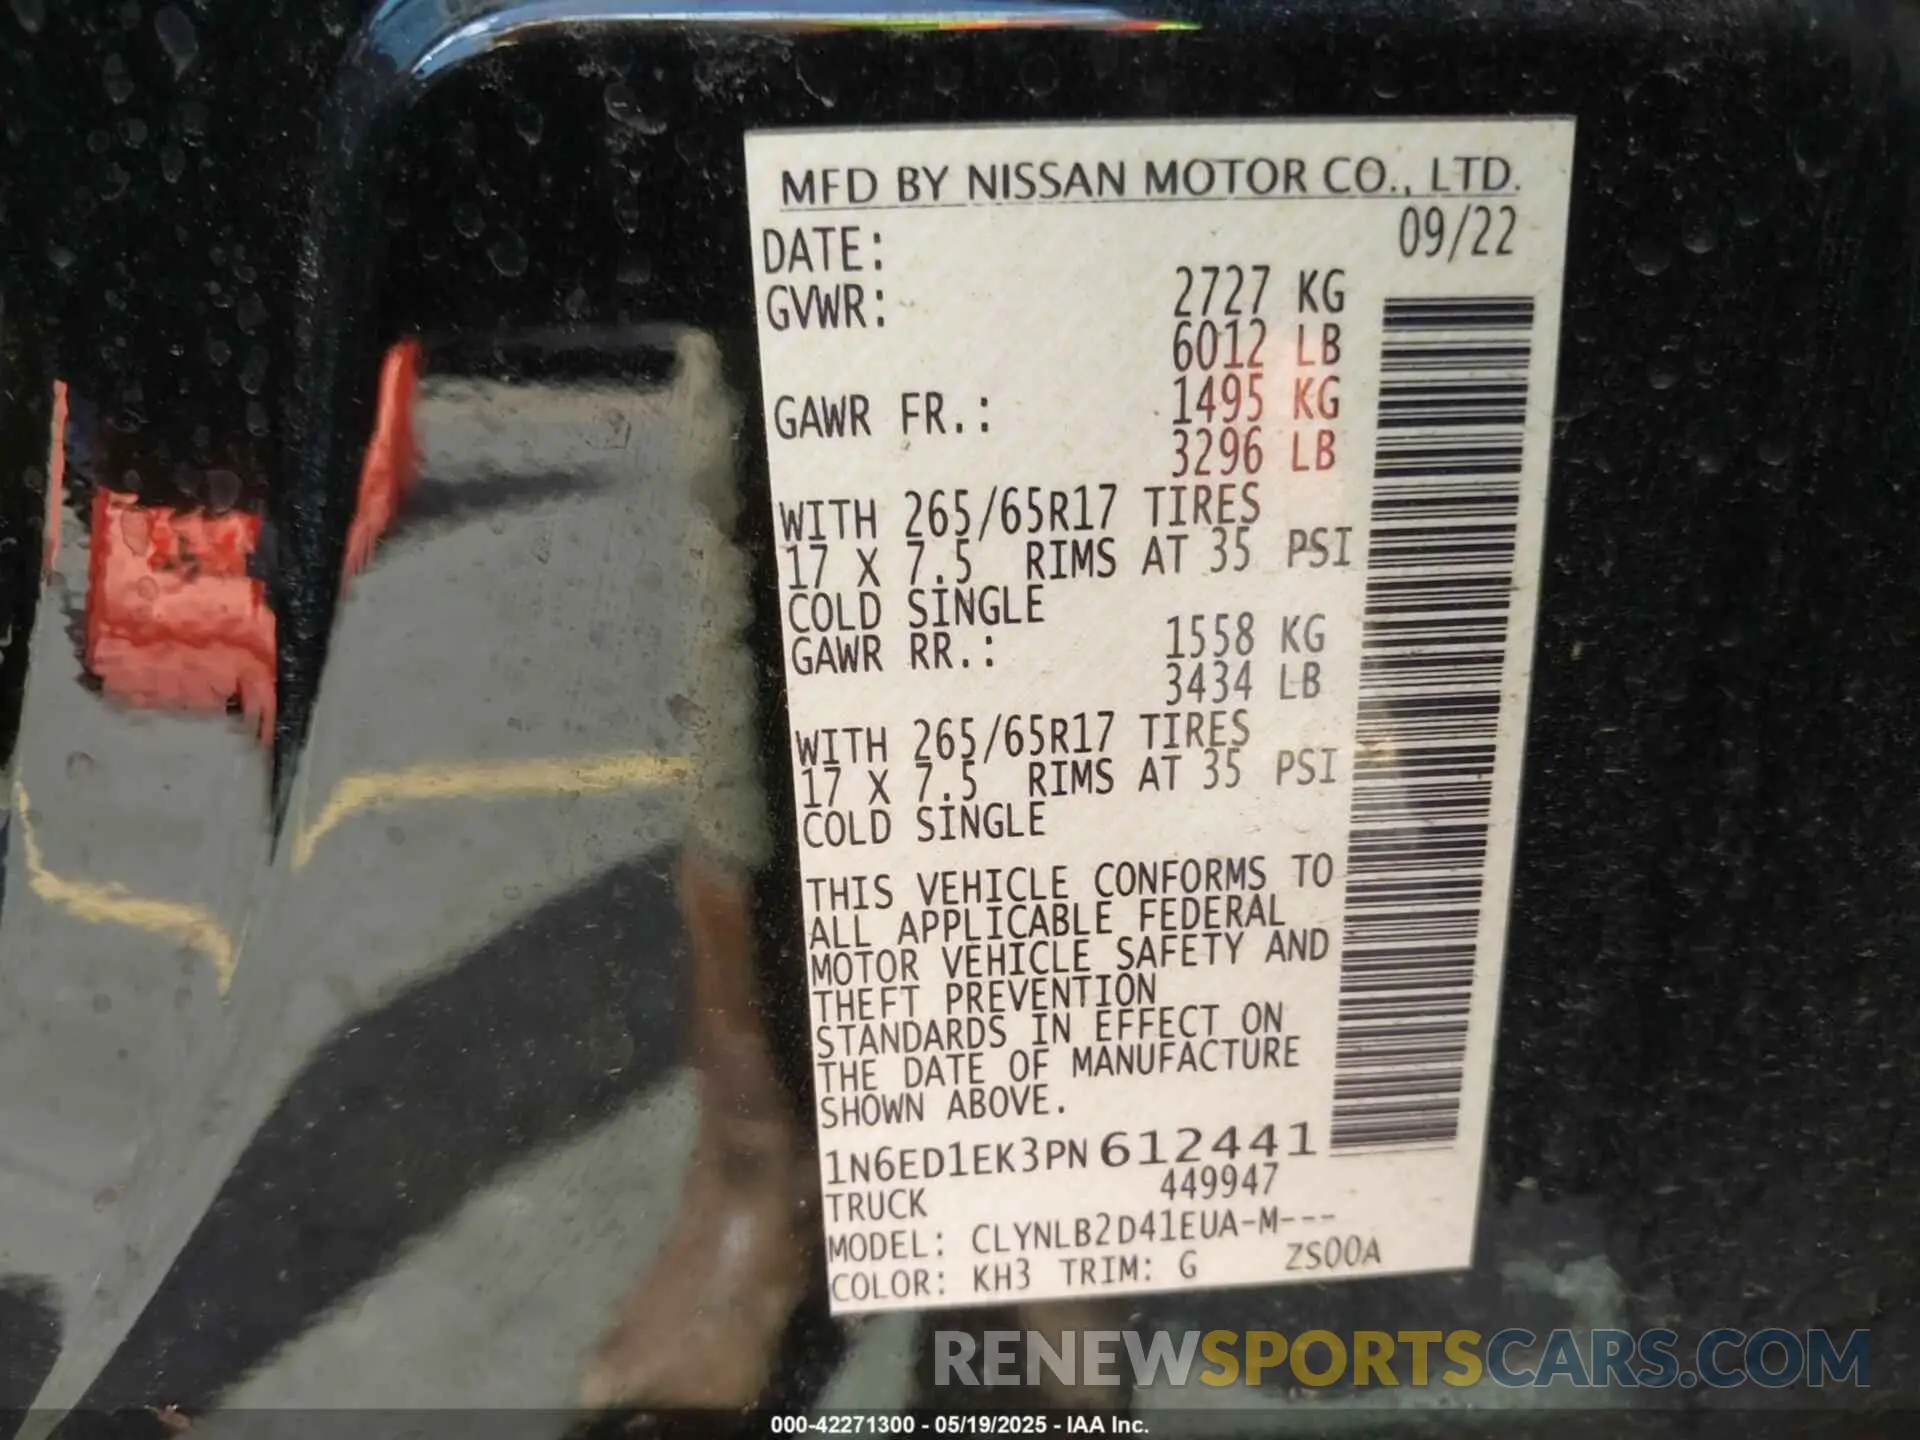 MFD BY NISSAN MOTOR CO., LTD.
DATE: 09/22
GVWR: 2727 KG
6012 LB
GAWR FR.: 1495 KG
3296 LB
WITH 265/65R17 TIRES
17 X 7.5 RIMS AT 35 PSI
COLD SINGLE
GAWR RR.: 1558 KG
3434 LB
WITH 265/65R17 TIRES
17 X 7.5 RIMS AT 35 PSI
COLD SINGLE
THIS VEHICLE CONFORMS TO
ALL APPLICABLE FEDERAL
MOTOR VEHICLE SAFETY AND
THEFT PREVENTION
STANDARDS IN EFFECT ON
THE DATE OF MANUFACTURE
SHOWN ABOVE.
1N6ED1EK3PN612441
TRUCK 449947
MODEL: CLYNLB2D41EUA-M---
COLOR: KH3 TRIM: G ZS00A
RENEWSPORTSCARS.COM
000-42271300 - 05/19/2025 - IAA Inc.